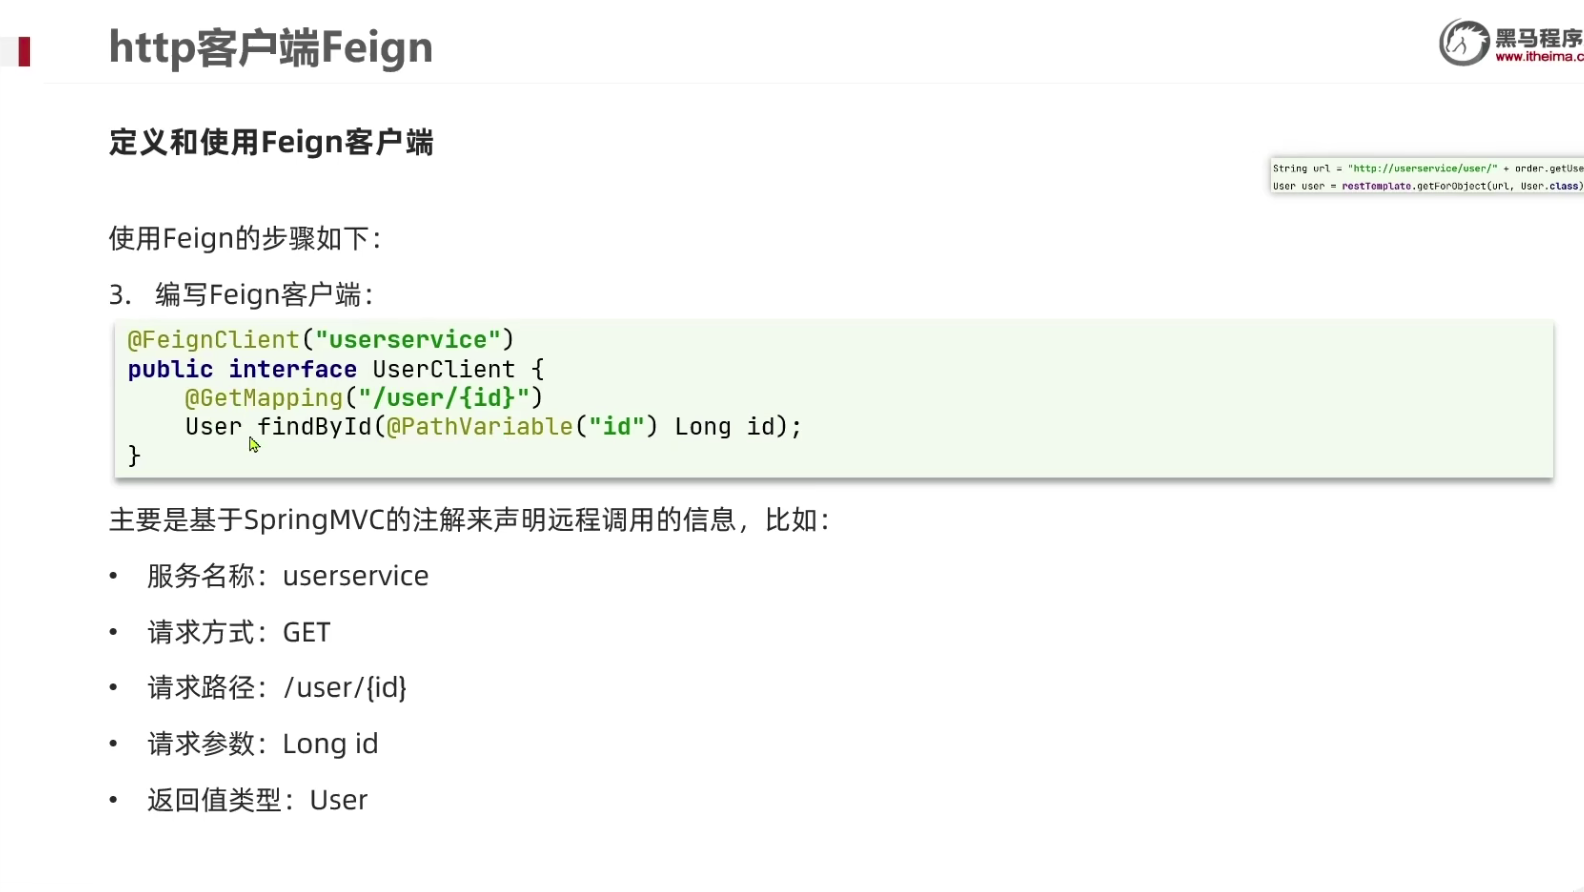 http客户端Feign
黑马程序
www.itheima.c
定义和使用Feign客户端
String url = "http://userservice/user/" + order.getUse
User user = restTemplate.getForObject(url, User.class)
使用Feign的步骤如下：
3. 编写Feign客户端：
@FeignClient("userservice")
public interface UserClient {
    @GetMapping("/user/{id}")
    User findById(@PathVariable("id") Long id);
}
主要是基于SpringMVC的注解来声明远程调用的信息，比如：
• 服务名称：userservice
• 请求方式：GET
• 请求路径：/user/{id}
• 请求参数：Long id
• 返回值类型：User